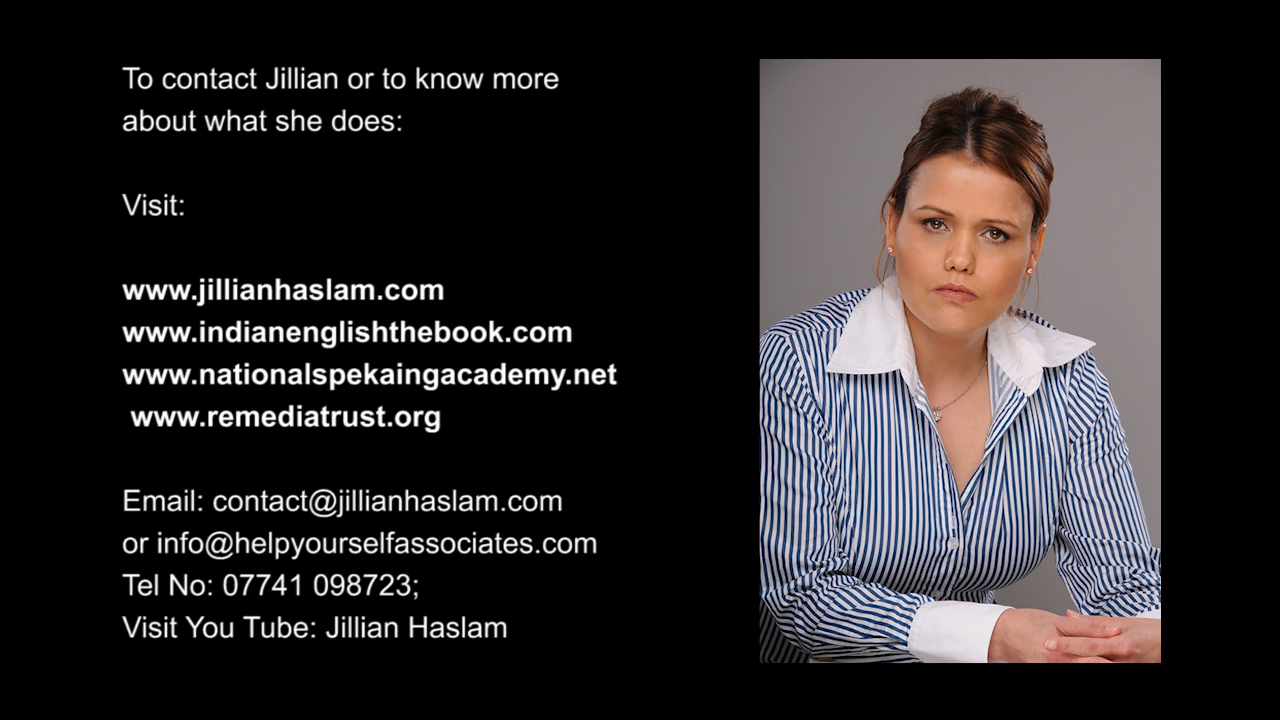 To contact Jillian or to know more
about what she does:
Visit:
www.jillianhaslam.com
www.indianenglishthebook.com
www.nationalspekaingacademy.net
www.remediatrust.org
Email: contact@jillianhaslam.com
or info@helpyourselfassociates.com
Tel No: 07741 098723;
Visit You Tube: Jillian Haslam